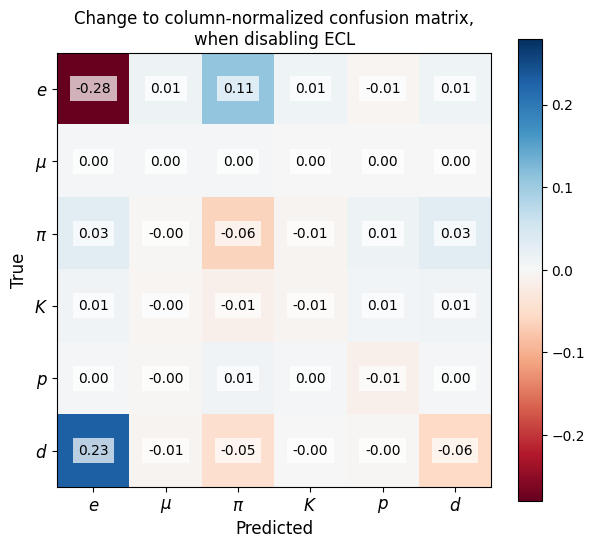 Change to column-normalized confusion matrix,
when disabling ECL
e -0.28 0.01 0.11 0.01 -0.01 0.01
μ 0.00 0.00 0.00 0.00 0.00 0.00
π 0.03 -0.00 -0.06 -0.01 0.01 0.03
K 0.01 -0.00 -0.01 -0.01 0.01 0.01
p 0.00 -0.00 0.01 0.00 -0.01 0.00
d 0.23 -0.01 -0.05 -0.00 -0.00 -0.06
e μ π K p d
Predicted
True
0.2
0.1
0.0
−0.1
−0.2